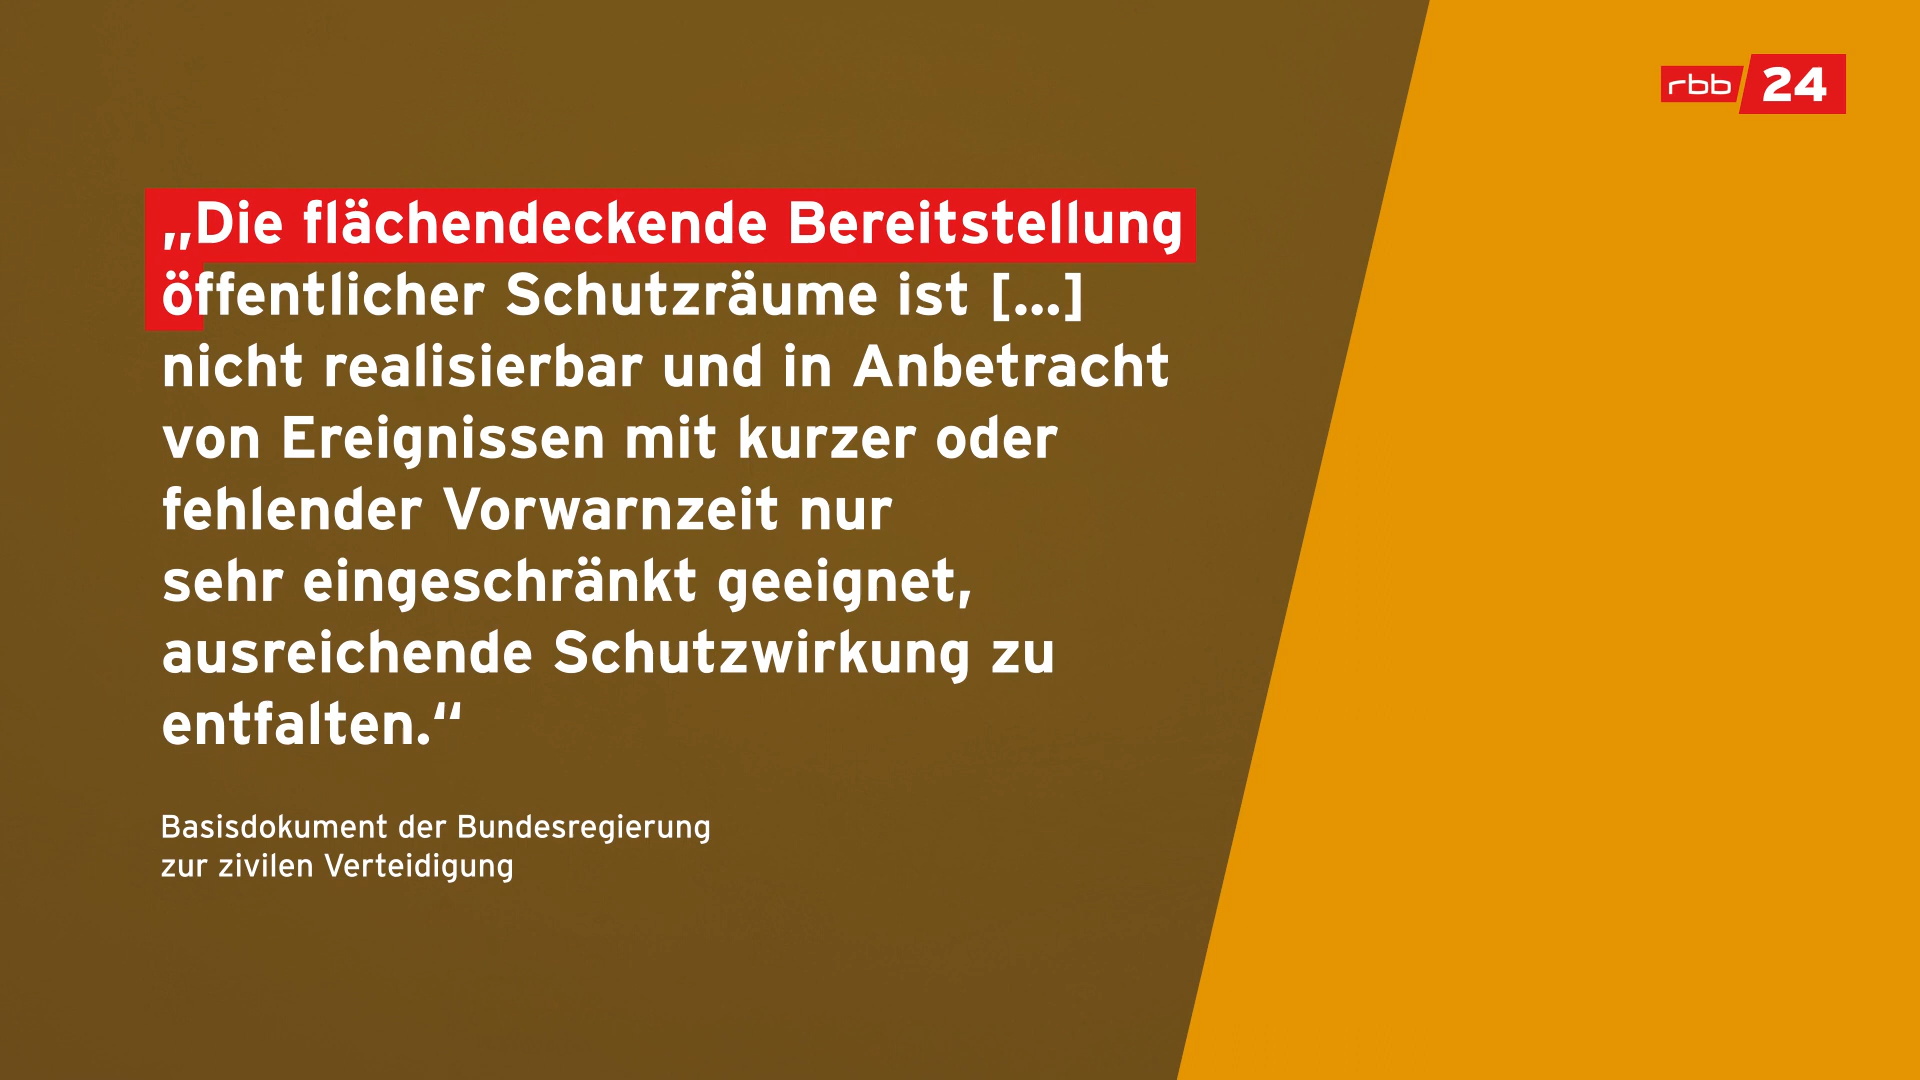 rbb 24
„Die flächendeckende Bereitstellung
öffentlicher Schutzräume ist [...]
nicht realisierbar und in Anbetracht
von Ereignissen mit kurzer oder
fehlender Vorwarnzeit nur
sehr eingeschränkt geeignet,
ausreichende Schutzwirkung zu
entfalten.“
Basisdokument der Bundesregierung
zur zivilen Verteidigung